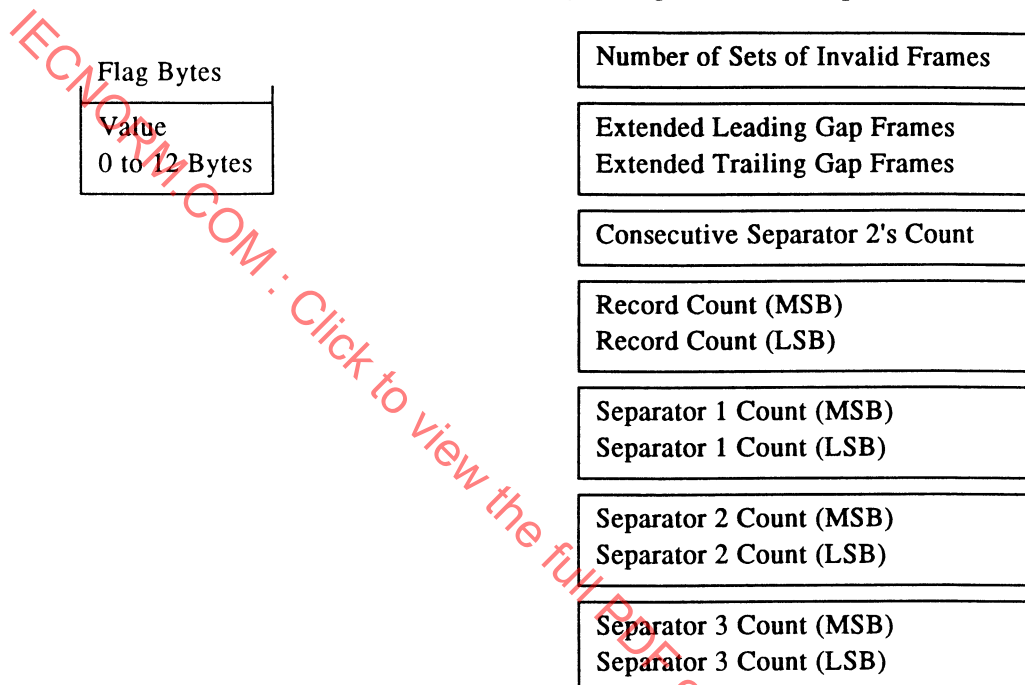 Flag Bytes
Value
0 to 12 Bytes
Number of Sets of Invalid Frames
Extended Leading Gap Frames
Extended Trailing Gap Frames
Consecutive Separator 2's Count
Record Count (MSB)
Record Count (LSB)
Separator 1 Count (MSB)
Separator 1 Count (LSB)
Separator 2 Count (MSB)
Separator 2 Count (LSB)
Separator 3 Count (MSB)
Separator 3 Count (LSB)
IECNORM.COM : Click to view the full PDF